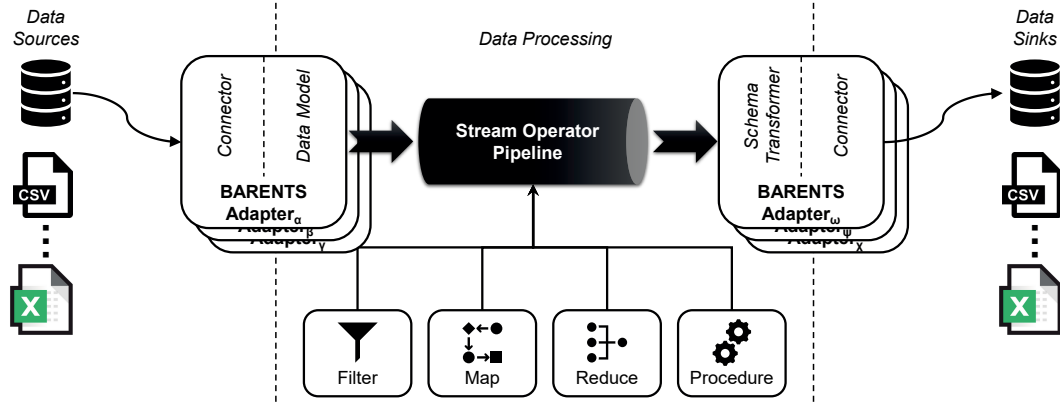 Data
Sources
Data Processing
Data
Sinks
Connector
Data Model
BARENTS
Adapterα
Adapterβ
Adapterγ
Stream Operator
Pipeline
Schema
Transformer
Connector
BARENTS
Adapterω
Adapterψ
Adapterχ
CSV
X
CSV
X
Filter
Map
Reduce
Procedure